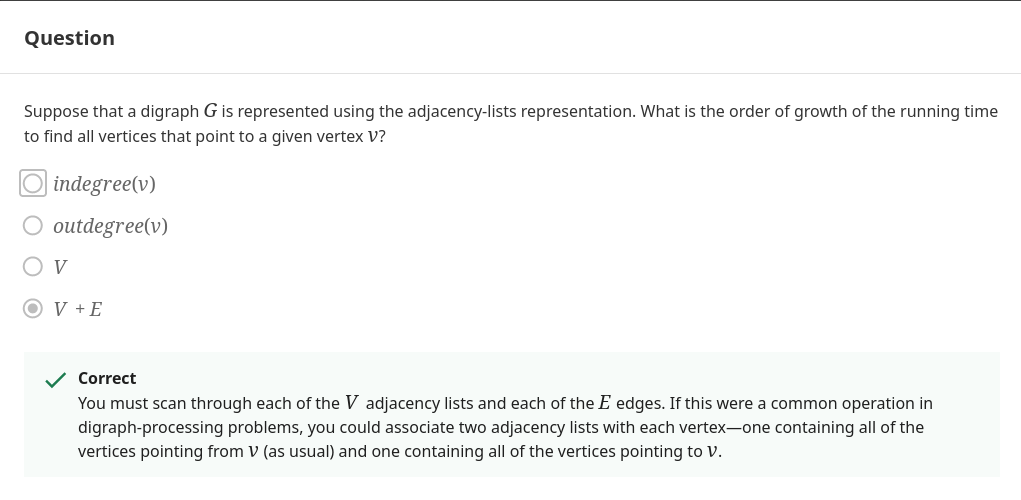 Question
Suppose that a digraph G is represented using the adjacency-lists representation. What is the order of growth of the running time
to find all vertices that point to a given vertex v?
indegree(v)
outdegree(v)
V
V + E
Correct
You must scan through each of the V adjacency lists and each of the E edges. If this were a common operation in
digraph-processing problems, you could associate two adjacency lists with each vertex—one containing all of the
vertices pointing from v (as usual) and one containing all of the vertices pointing to v.